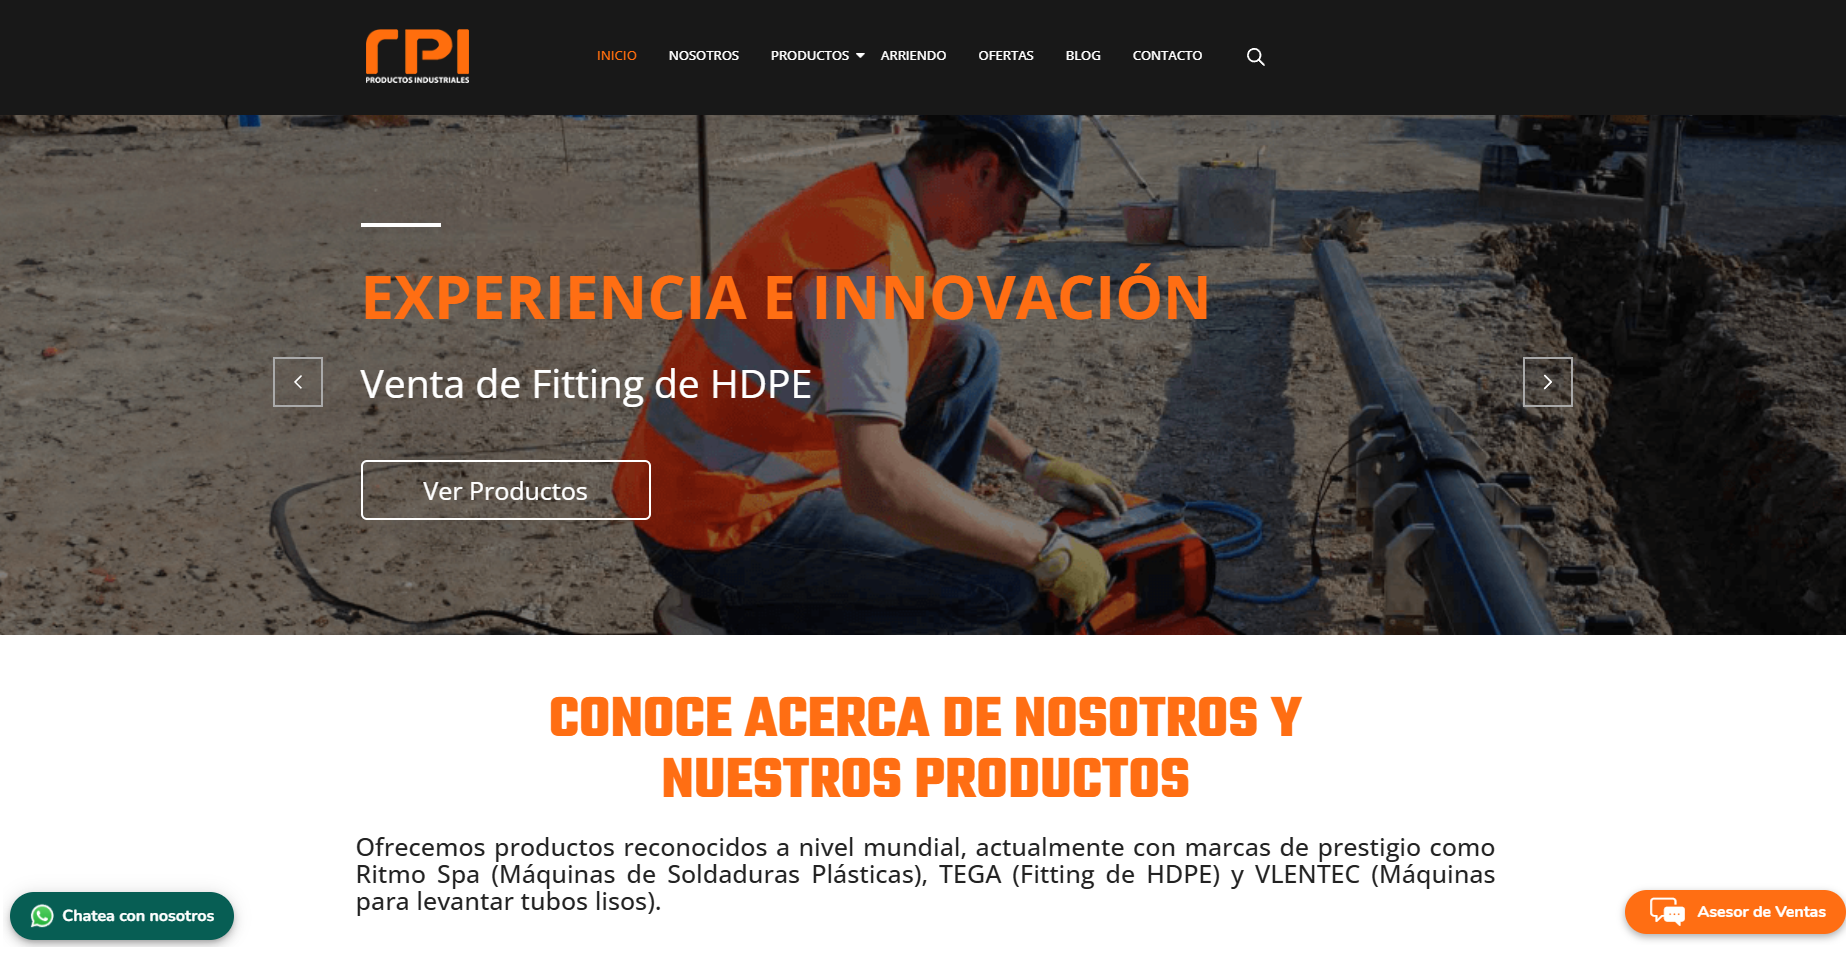 rPI
PRODUCTOS INDUSTRIALES
INICIO NOSOTROS PRODUCTOS ARRIENDO OFERTAS BLOG CONTACTO
EXPERIENCIA E INNOVACIÓN
Venta de Fitting de HDPE
Ver Productos
CONOCE ACERCA DE NOSOTROS Y
NUESTROS PRODUCTOS
Ofrecemos productos reconocidos a nivel mundial, actualmente con marcas de prestigio como
Ritmo Spa (Máquinas de Soldaduras Plásticas), TEGA (Fitting de HDPE) y VLENTEC (Máquinas
para levantar tubos lisos).
Chatea con nosotros
Asesor de Ventas